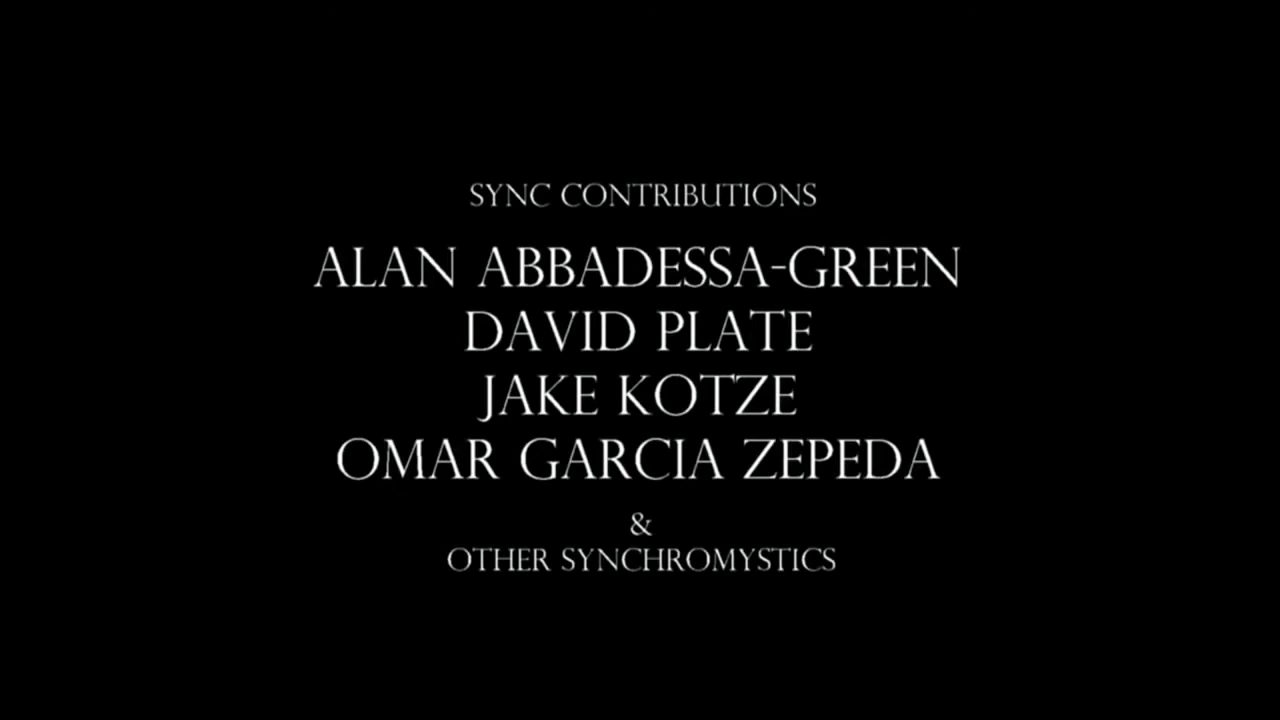 SYNC CONTRIBUTIONS
ALAN ABBADESSA-GREEN
DAVID PLATE
JAKE KOTZE
OMAR GARCIA ZEPEDA
&
OTHER SYNCHROMYSTICS